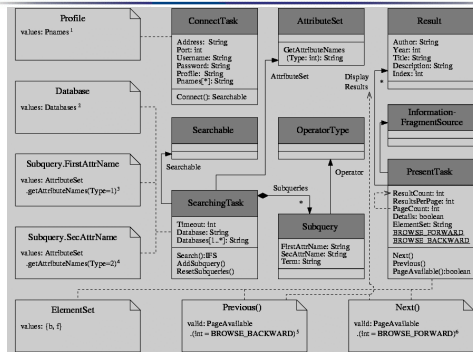 Profile
values: Pnames 1
ConnectTask
Address: String
Port: int
Username: String
Password: String
Profile: String
Pnames[*]: String
Connect(): Searchable
AttributeSet
GetAttributeNames
(Type: int): String
AttributeSet
Display
Results
Result
Author: String
Year: int
Title: String
Description: String
Index: int
*
Database
values: Databases
Searchable
Searchable
OperatorType
Operator
Information-
FragmentSource
Subquery.FirstAttrName
values: AttributeSet
.getAttributeNames(Type=1)3
SearchingTask
Timeout: int
Database: String
Databases[1..*]: String
Search():IFS
AddSubquery()
ResetSubqueries()
Subqueries
*
Subquery
FirstAttrName: String
SecAttrName: String
Term: String
PresentTask
ResultCount: int
ResultsPerPage: int
PageCount: int
Details: boolean
ElementSet: String
BROWSE_FORWARD
BROWSE_BACKWARD
Next()
Previous()
PageAvailable():boolean
Subquery.SecAttrName
values: AttributeSet
.getAttributeNames(Type=2)4
ElementSet
values: {b, f}
Previous()
valid: PageAvailable
.(int = BROWSE_BACKWARD)5
Next()
valid: PageAvailable
.(int = BROWSE_FORWARD)6